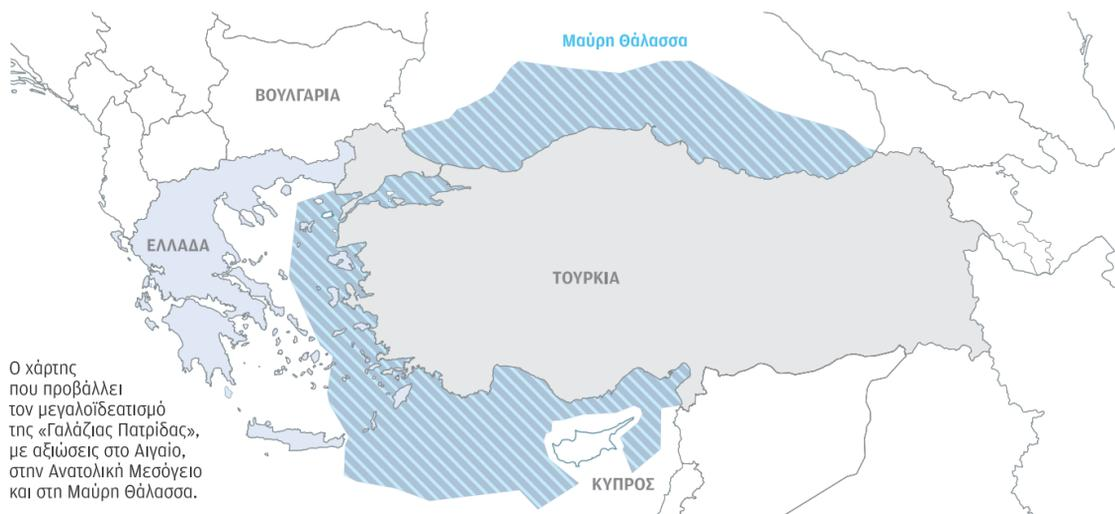 Μαύρη Θάλασσα
ΒΟΥΛΓΑΡΙΑ
ΕΛΛΑΔΑ
ΤΟΥΡΚΙΑ
Ο χάρτης
που προβάλλει
τον μεγαλοϊδεατισμό
της «Γαλάζιας Πατρίδας»,
με αξιώσεις στο Αιγαίο,
στην Ανατολική Μεσόγειο
και στη Μαύρη Θάλασσα.
ΚΥΠΡΟΣ